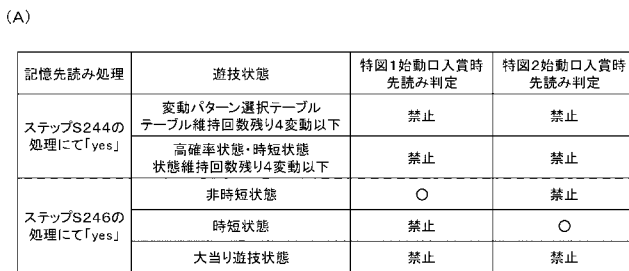 (A)
記憶先読み処理
遊技状態
特図1始動口入賞時
先読み判定
特図2始動口入賞時
先読み判定
ステップS244の
処理にて「yes」
変動パターン選択テーブル
テーブル維持回数残り4変動以下
禁止
禁止
高確率状態・時短状態
状態維持回数残り4変動以下
禁止
禁止
ステップS246の
処理にて「yes」
非時短状態
○
禁止
時短状態
禁止
○
大当り遊技状態
禁止
禁止